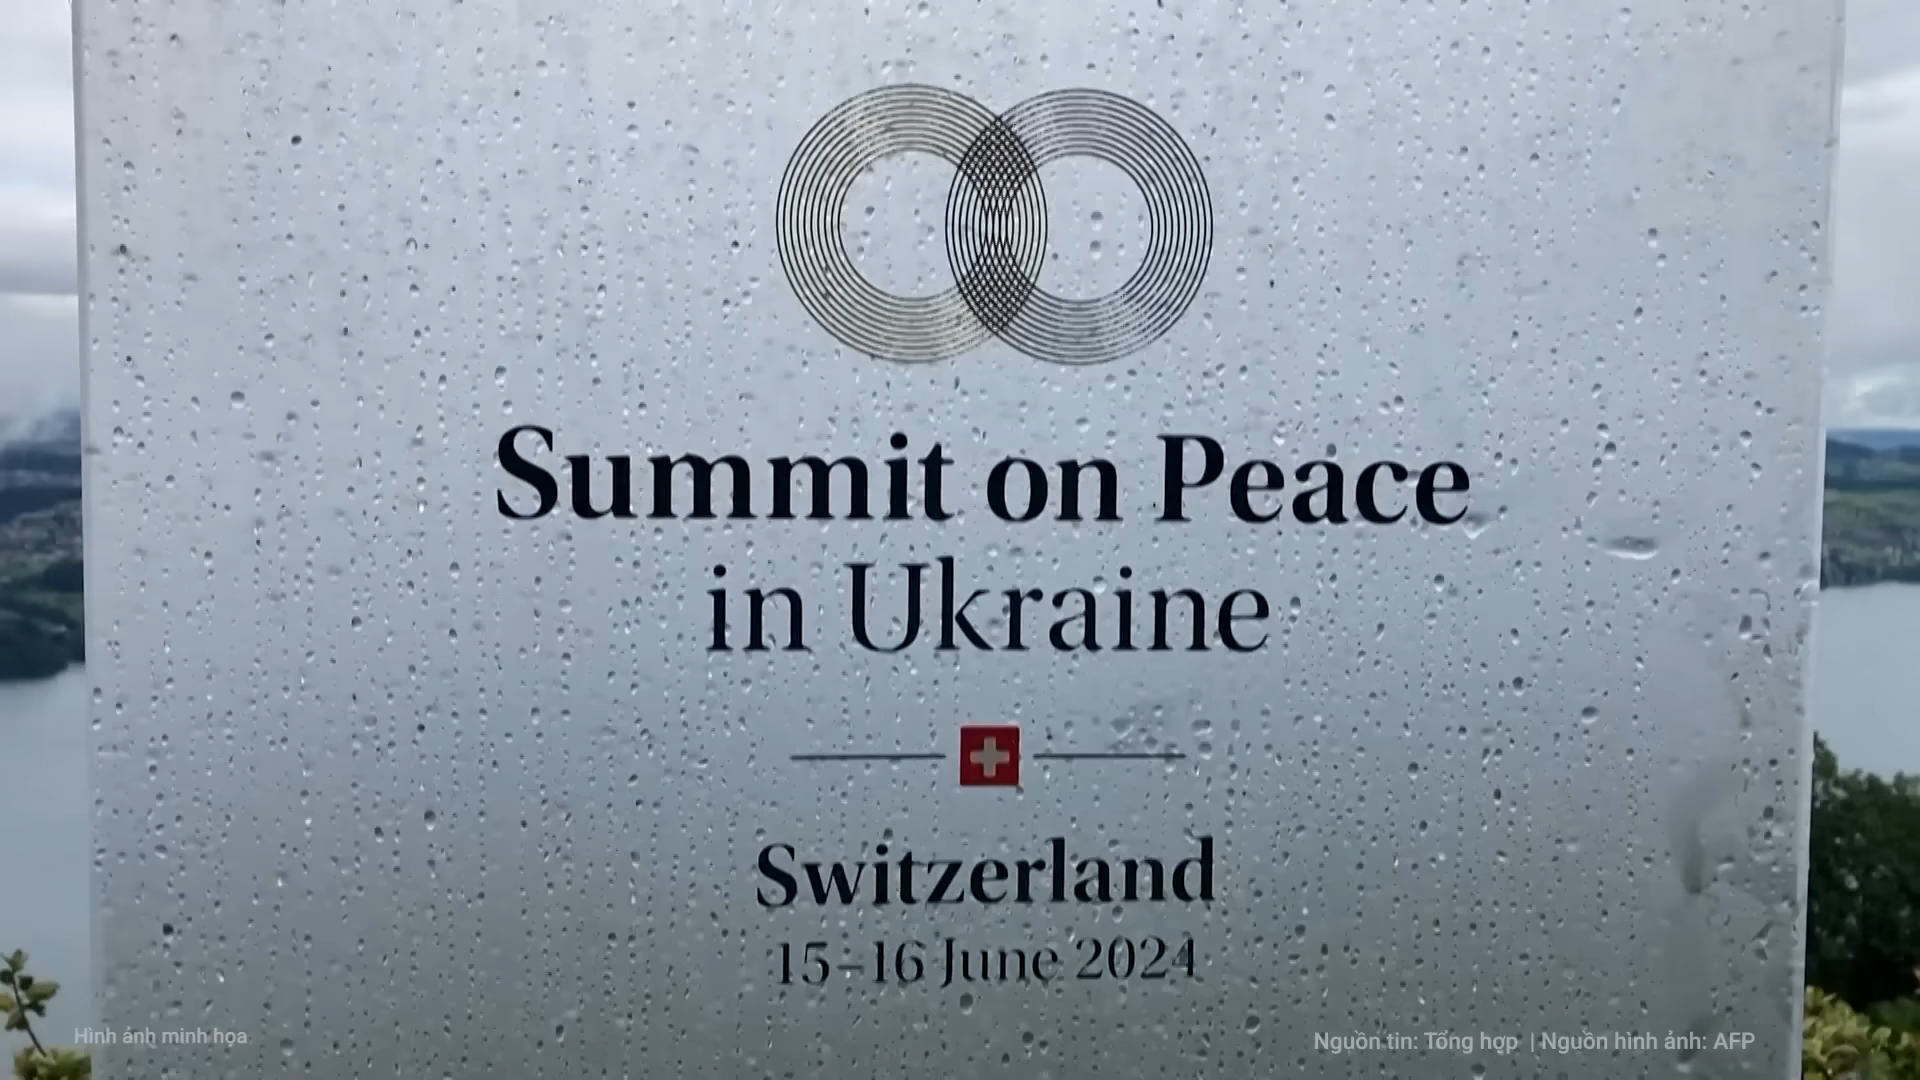 Summit on Peace
in Ukraine
Switzerland
15–16 June 2024
Hình ảnh minh họa
Nguồn tin: Tổng hợp | Nguồn hình ảnh: AFP